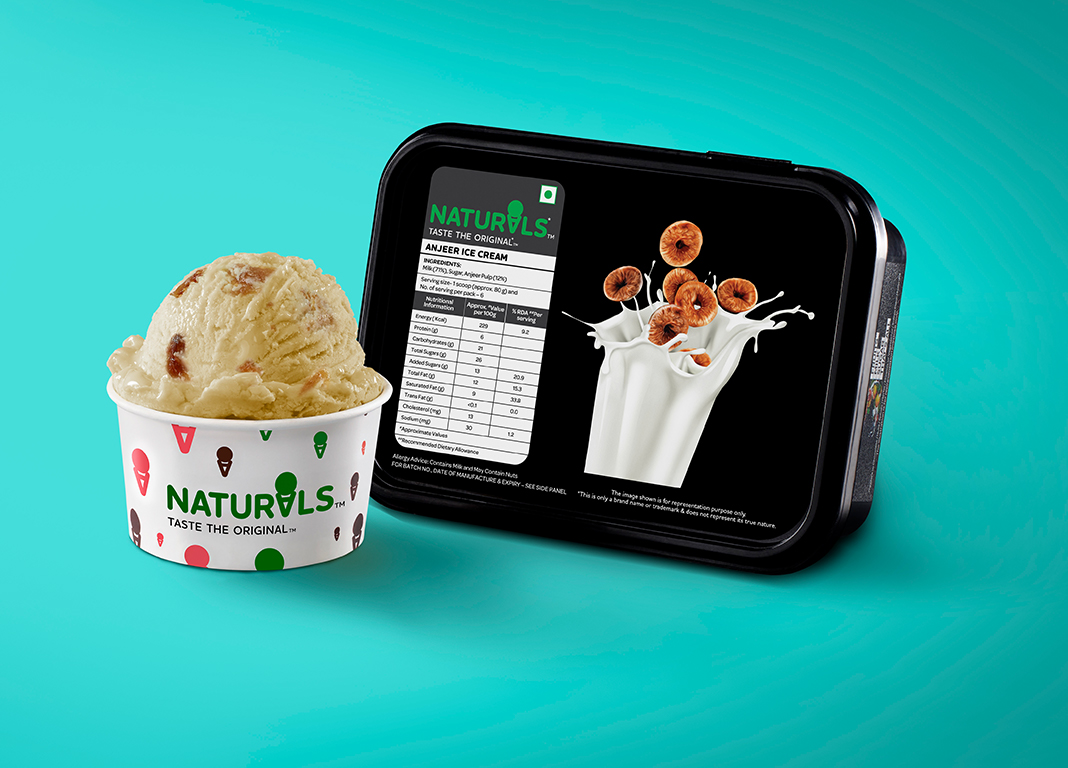 NATURALS TM
TASTE THE ORIGINAL TM
NATURALS TM
TASTE THE ORIGINAL TM
ANJEER ICE CREAM
INGREDIENTS:
Milk (71%), Sugar, Anjeer Pulp (12%)
Serving size- 1 scoop (approx. 80 g) and
No. of serving per pack – 6
Nutritional Information Approx. *Value per 100g % RDA **Per serving
Energy (Kcal) 229 9.2
Protein (g) 6
Carbohydrates (g) 21
Total Sugars (g) 26
Added Sugars (g) 13 20.9
Total Fat (g) 12 15.3
Saturated Fat (g) 9 33.8
Trans Fat (g) <0.1 0.0
Cholesterol (mg) 13
Sodium (mg) 30 1.2
*Approximate Values
**Recommended Dietary Allowance
Allergy Advice: Contains Milk and May Contain Nuts
FOR BATCH NO., DATE OF MANUFACTURE & EXPIRY – SEE SIDE PANEL
The image shown is for representation purpose only.
*This is only a brand name or trademark & does not represent its true nature.